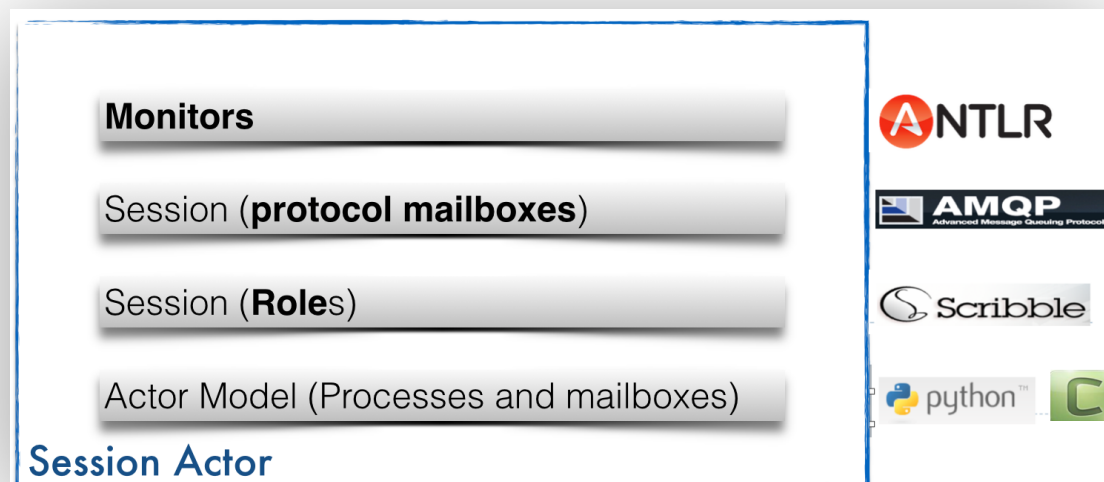 Monitors
ANTLR
Session (protocol mailboxes)
AMQP
Advanced Message Queuing Protocol
Session (Roles)
Scribble
Actor Model (Processes and mailboxes)
python™
C
Session Actor